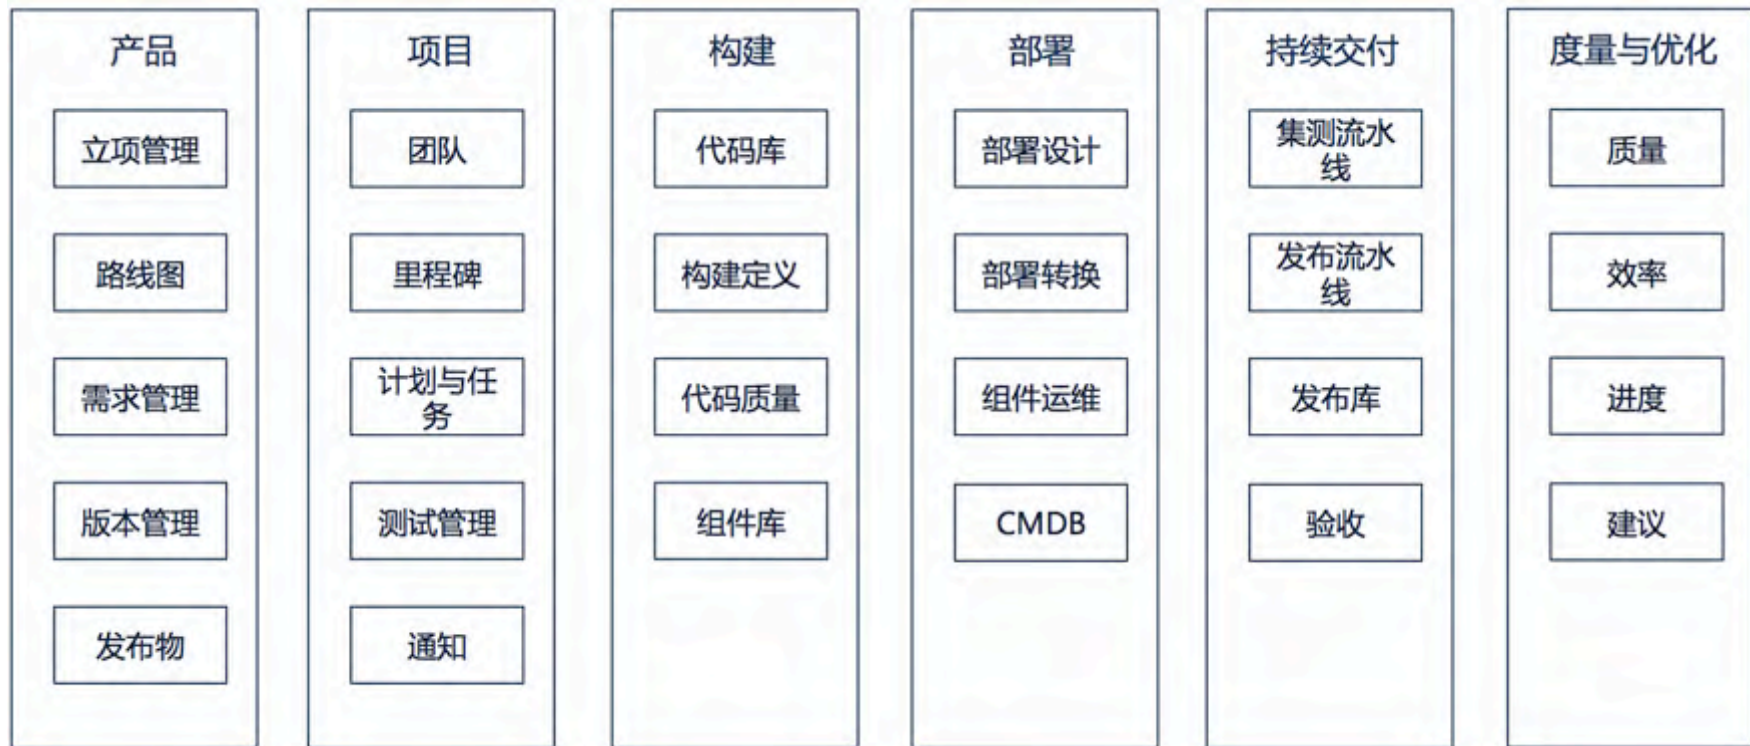 产品
立项管理
路线图
需求管理
版本管理
发布物
项目
团队
里程碑
计划与任
务
测试管理
通知
构建
代码库
构建定义
代码质量
组件库
部署
部署设计
部署转换
组件运维
CMDB
持续交付
集测流水
线
发布流水
线
发布库
验收
度量与优化
质量
效率
进度
建议